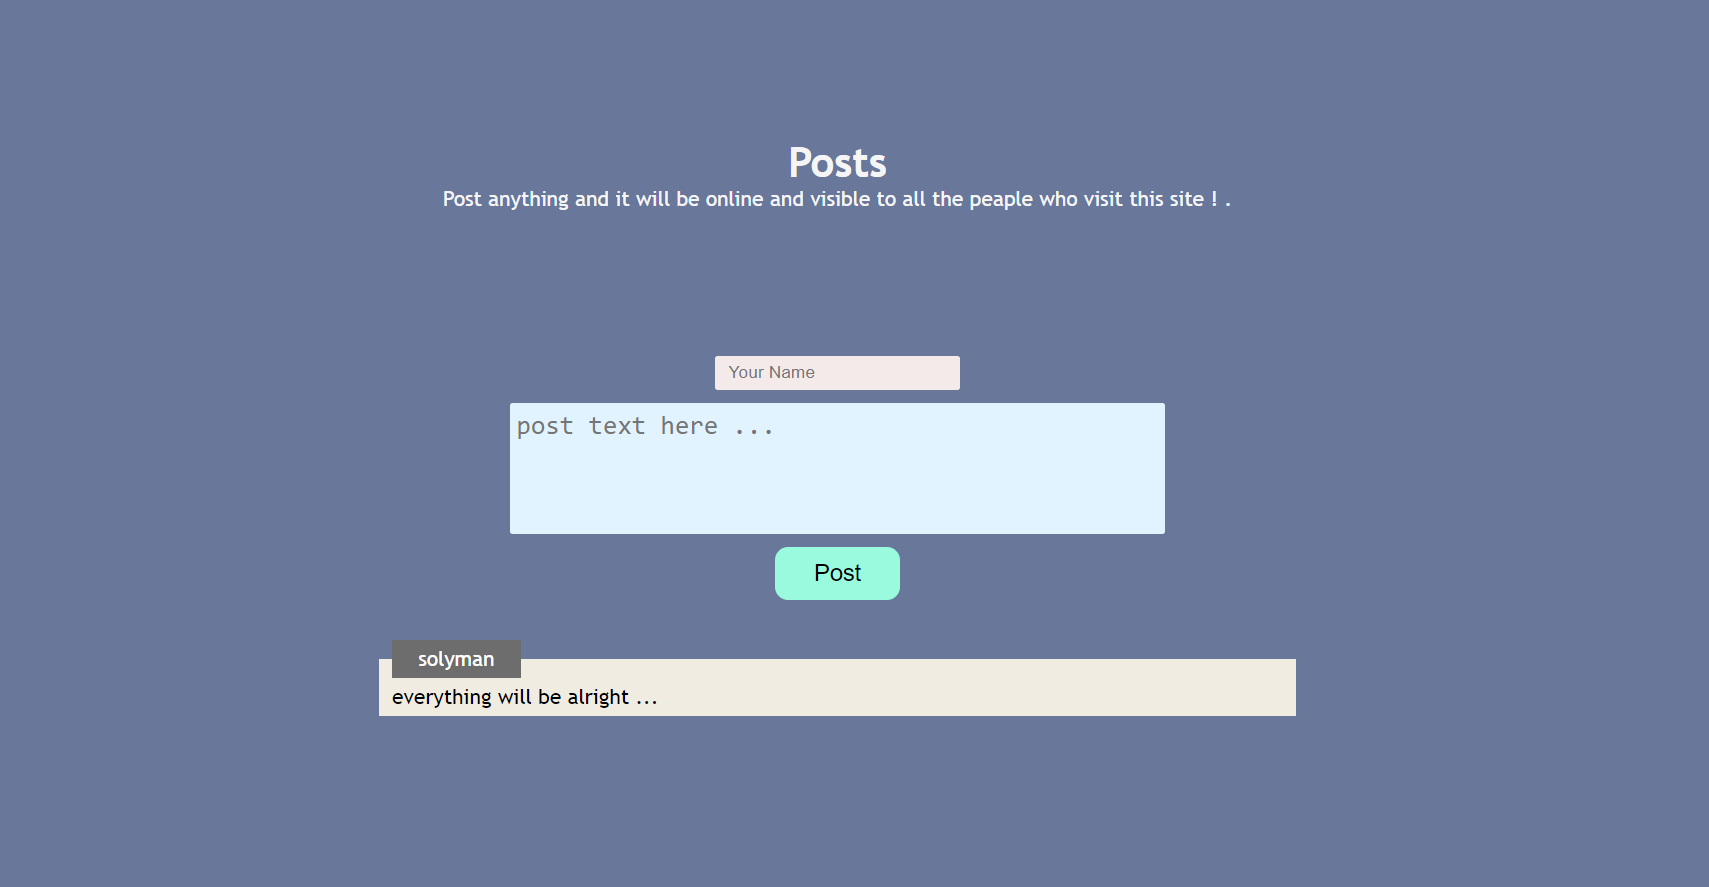 Posts
Post anything and it will be online and visible to all the peaple who visit this site ! .
Your Name
post text here ...
Post
solyman
everything will be alright ...